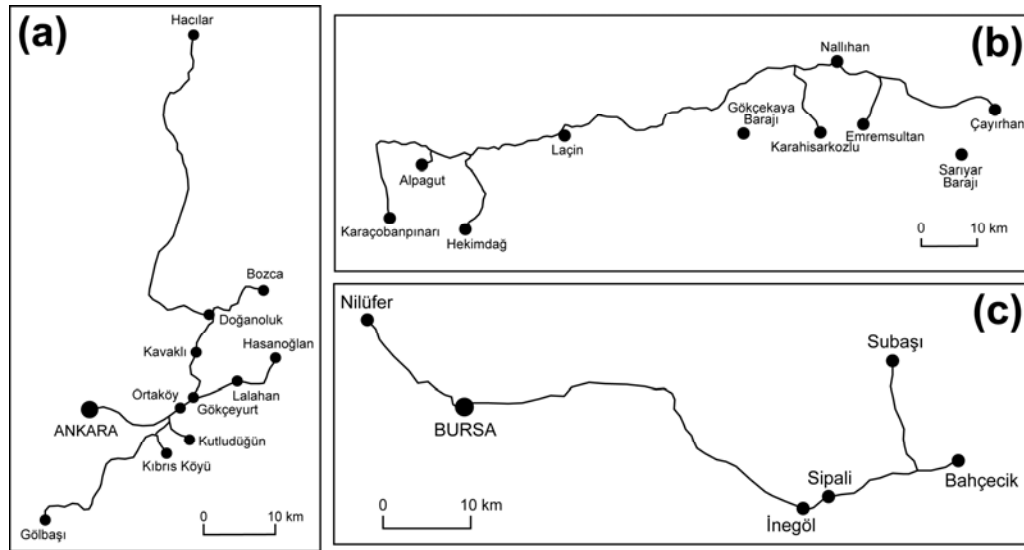 (a)
Hacılar
Bozca
Doğanoluk
Kavaklı
Hasanoğlan
Ortaköy
Lalahan
Gökçeyurt
ANKARA
Kutludüğün
Kıbrıs Köyü
Gölbaşı
0
10 km
(b)
Nallıhan
Gökçekaya
Barajı
Çayırhan
Laçin
Karahisarkozlu
Emremsultan
Alpagut
Sarıyar
Barajı
Karaçobanpınarı
Hekimdağ
0
10 km
(c)
Nilüfer
Subaşı
BURSA
Sipali
Bahçecik
İnegöl
0
10 km